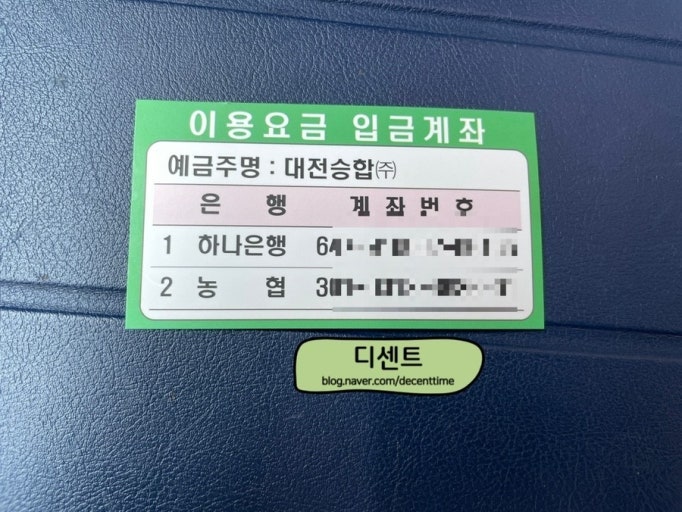 이용요금 입금계좌
예금주명 : 대전승합㈜
은 행 계 좌 번 호
1 하나은행
2 농 협
디센트
blog.naver.com/decenttime